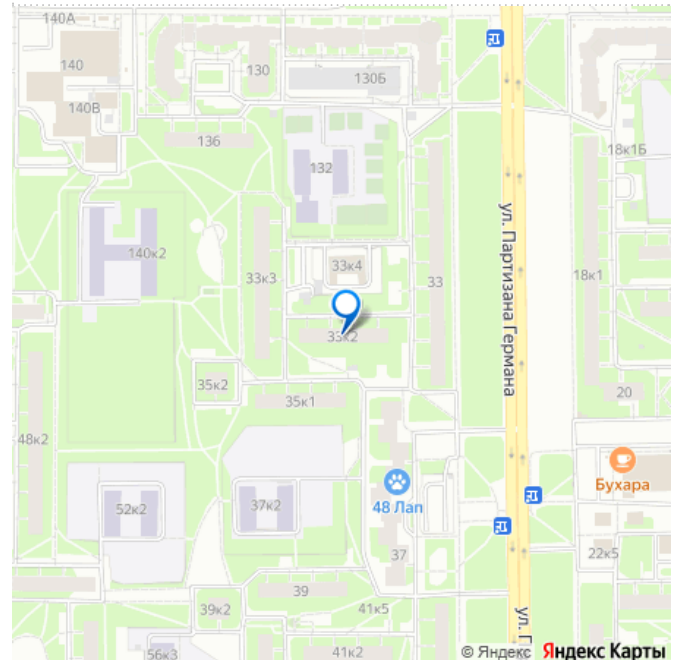 140А
140
130
130Б
140В
136
132
18к1Б
140к2
33к3
33к4
33
18к1
ул. Партизана Германа
33к2
35к2
35к1
20
48к2
Бухара
48 Лап
52к2
37к2
37
22к5
39
39к2
41к5
ул. Г
56к3
41к2
© Яндекс Яндекс Карты